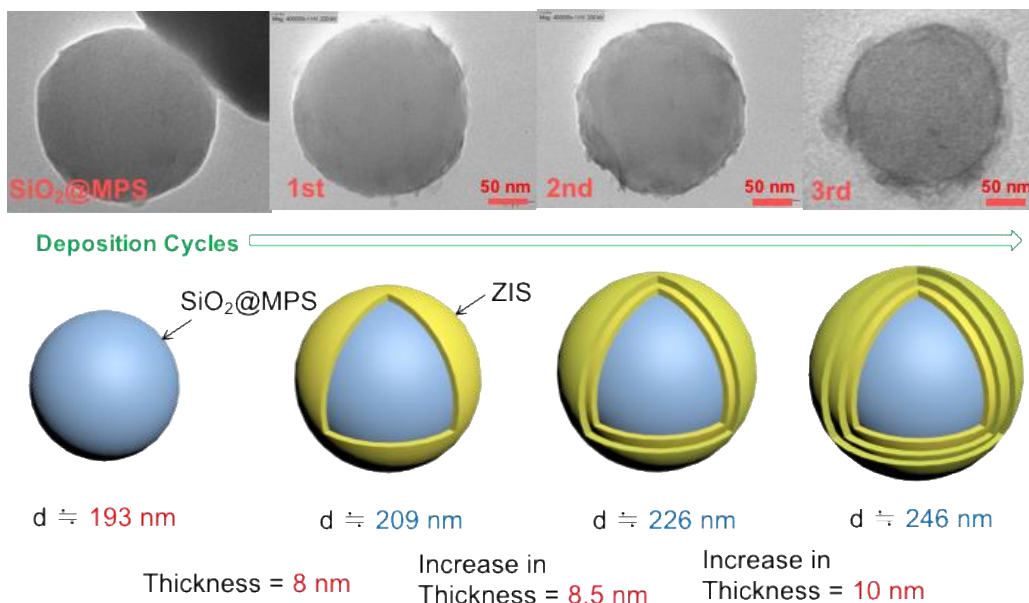 SiO₂@MPS
1st
50 nm
2nd
50 nm
3rd
50 nm
Deposition Cycles
SiO₂@MPS
ZIS
d ≒ 193 nm
d ≒ 209 nm
d ≒ 226 nm
d ≒ 246 nm
Thickness = 8 nm
Increase in
Thickness = 8.5 nm
Increase in
Thickness = 10 nm